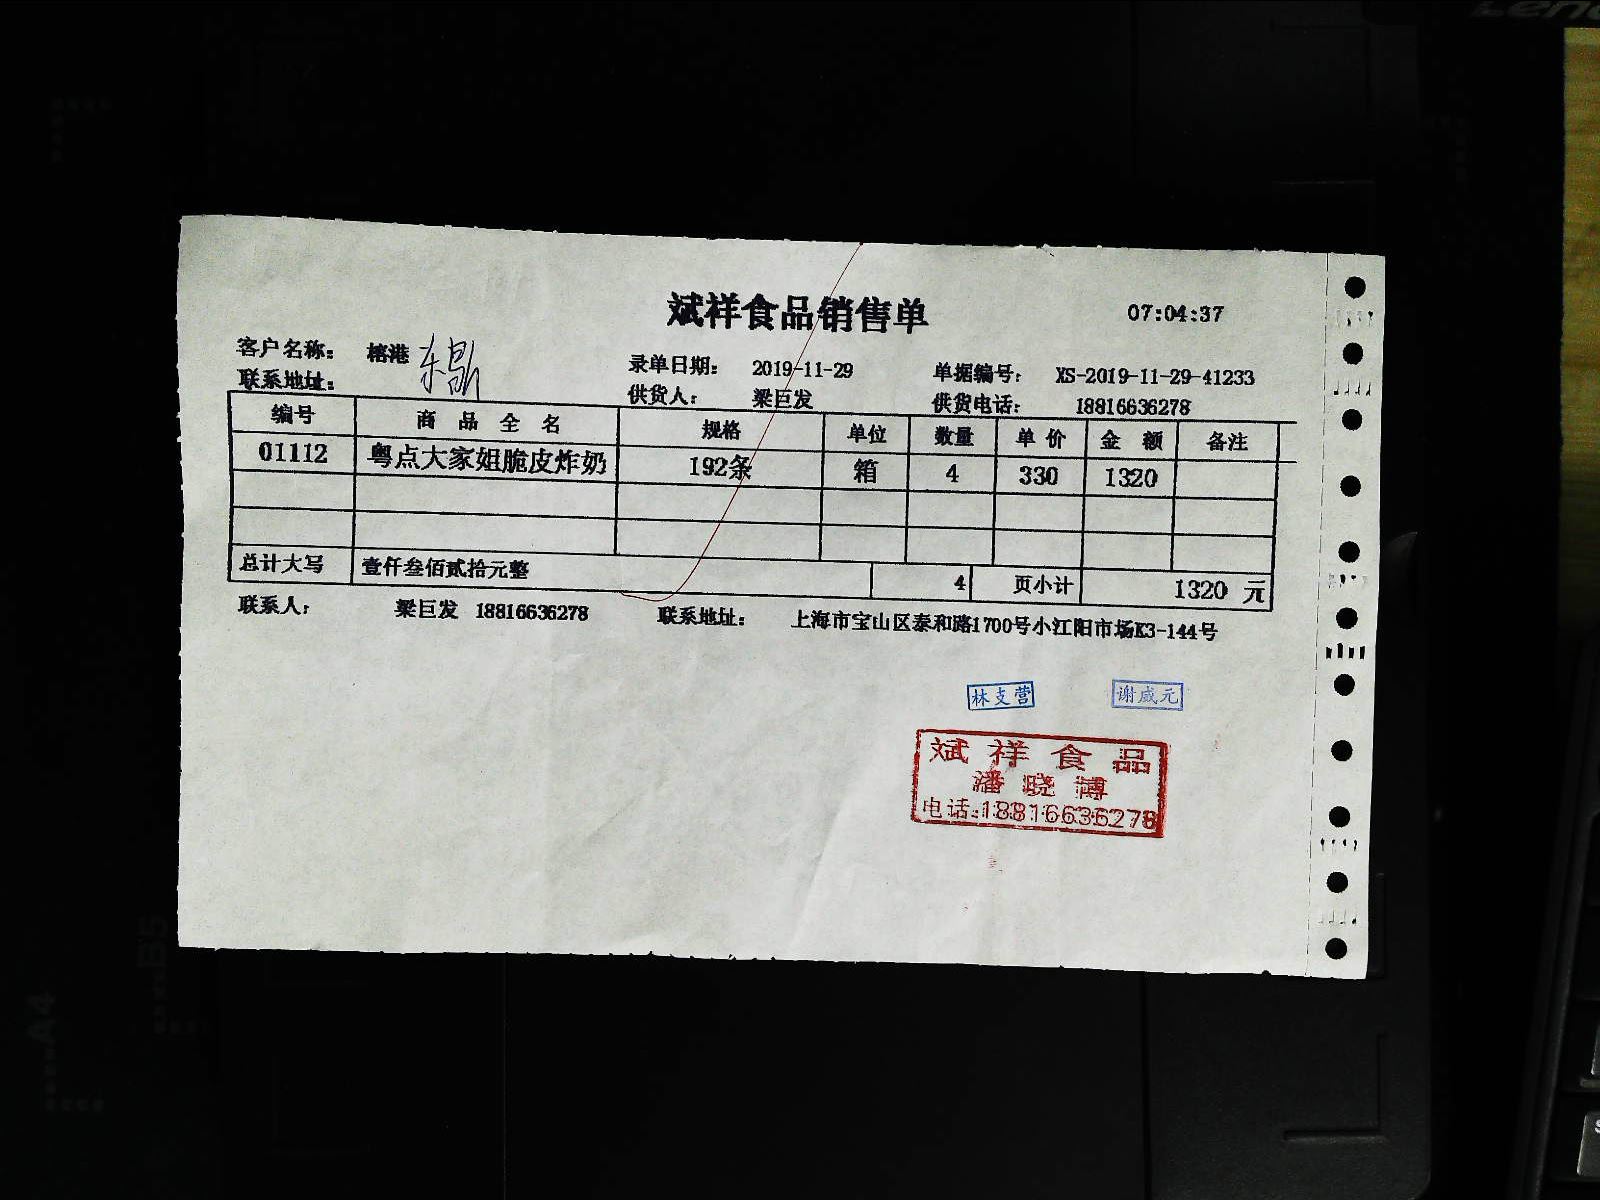 斌祥食品销售单 07:04:37
客户名称： 榕港 录单日期： 2019-11-29 单据编号： XS-2019-11-29-41233
联系地址： 供货人： 梁巨发 供货电话： 18816636278
编号 商 品 全 名 规格 单位 数量 单 价 金 额 备注
01112 粤点大家姐脆皮炸奶 192条 箱 4 330 1320
总计大写 壹仟叁佰贰拾元整 4 页小计 1320 元
联系人： 梁巨发 18816636278 联系地址： 上海市宝山区泰和路1700号小江阳市场K3-144号
林支营 谢威元
斌祥食品
潘晓博
电话:18816636278
A4
B5